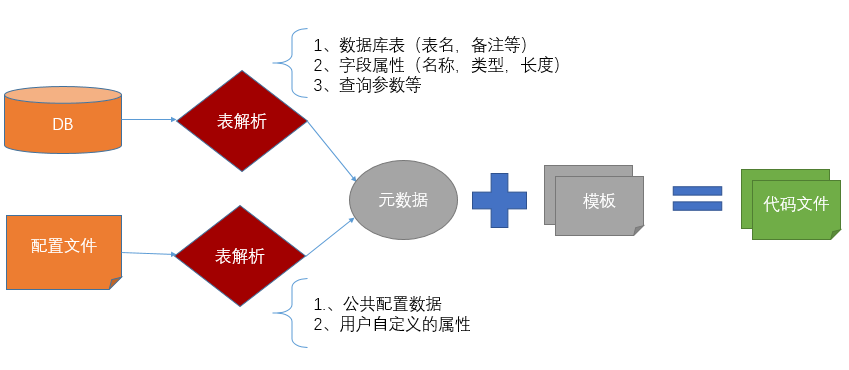 1、数据库表（表名，备注等）
2、字段属性（名称，类型，长度）
3、查询参数等
DB
表解析
元数据
模板
代码文件
配置文件
表解析
1.、公共配置数据
2、用户自定义的属性